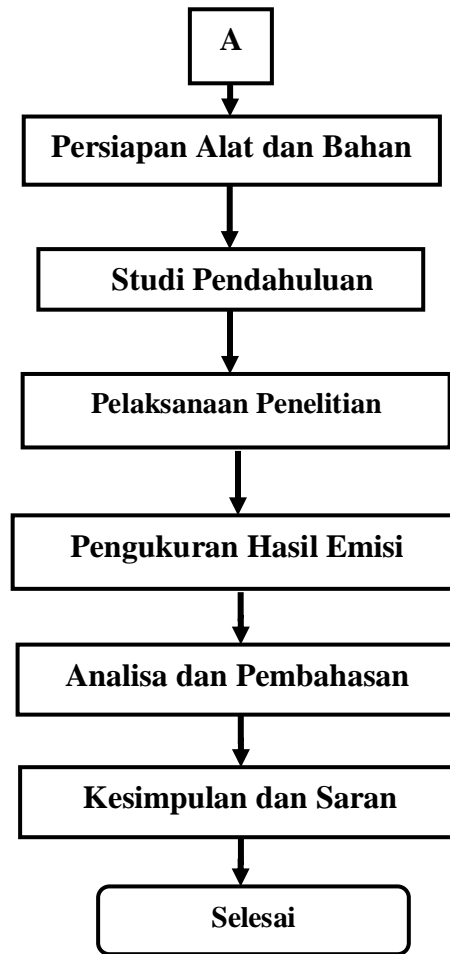 A
Persiapan Alat dan Bahan
Studi Pendahuluan
Pelaksanaan Penelitian
Pengukuran Hasil Emisi
Analisa dan Pembahasan
Kesimpulan dan Saran
Selesai